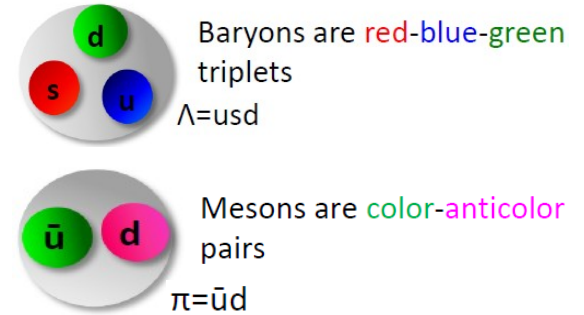 d
s
u
Baryons are red-blue-green
triplets
Λ=usd
ū
d
Mesons are color-anticolor
pairs
π=ūd